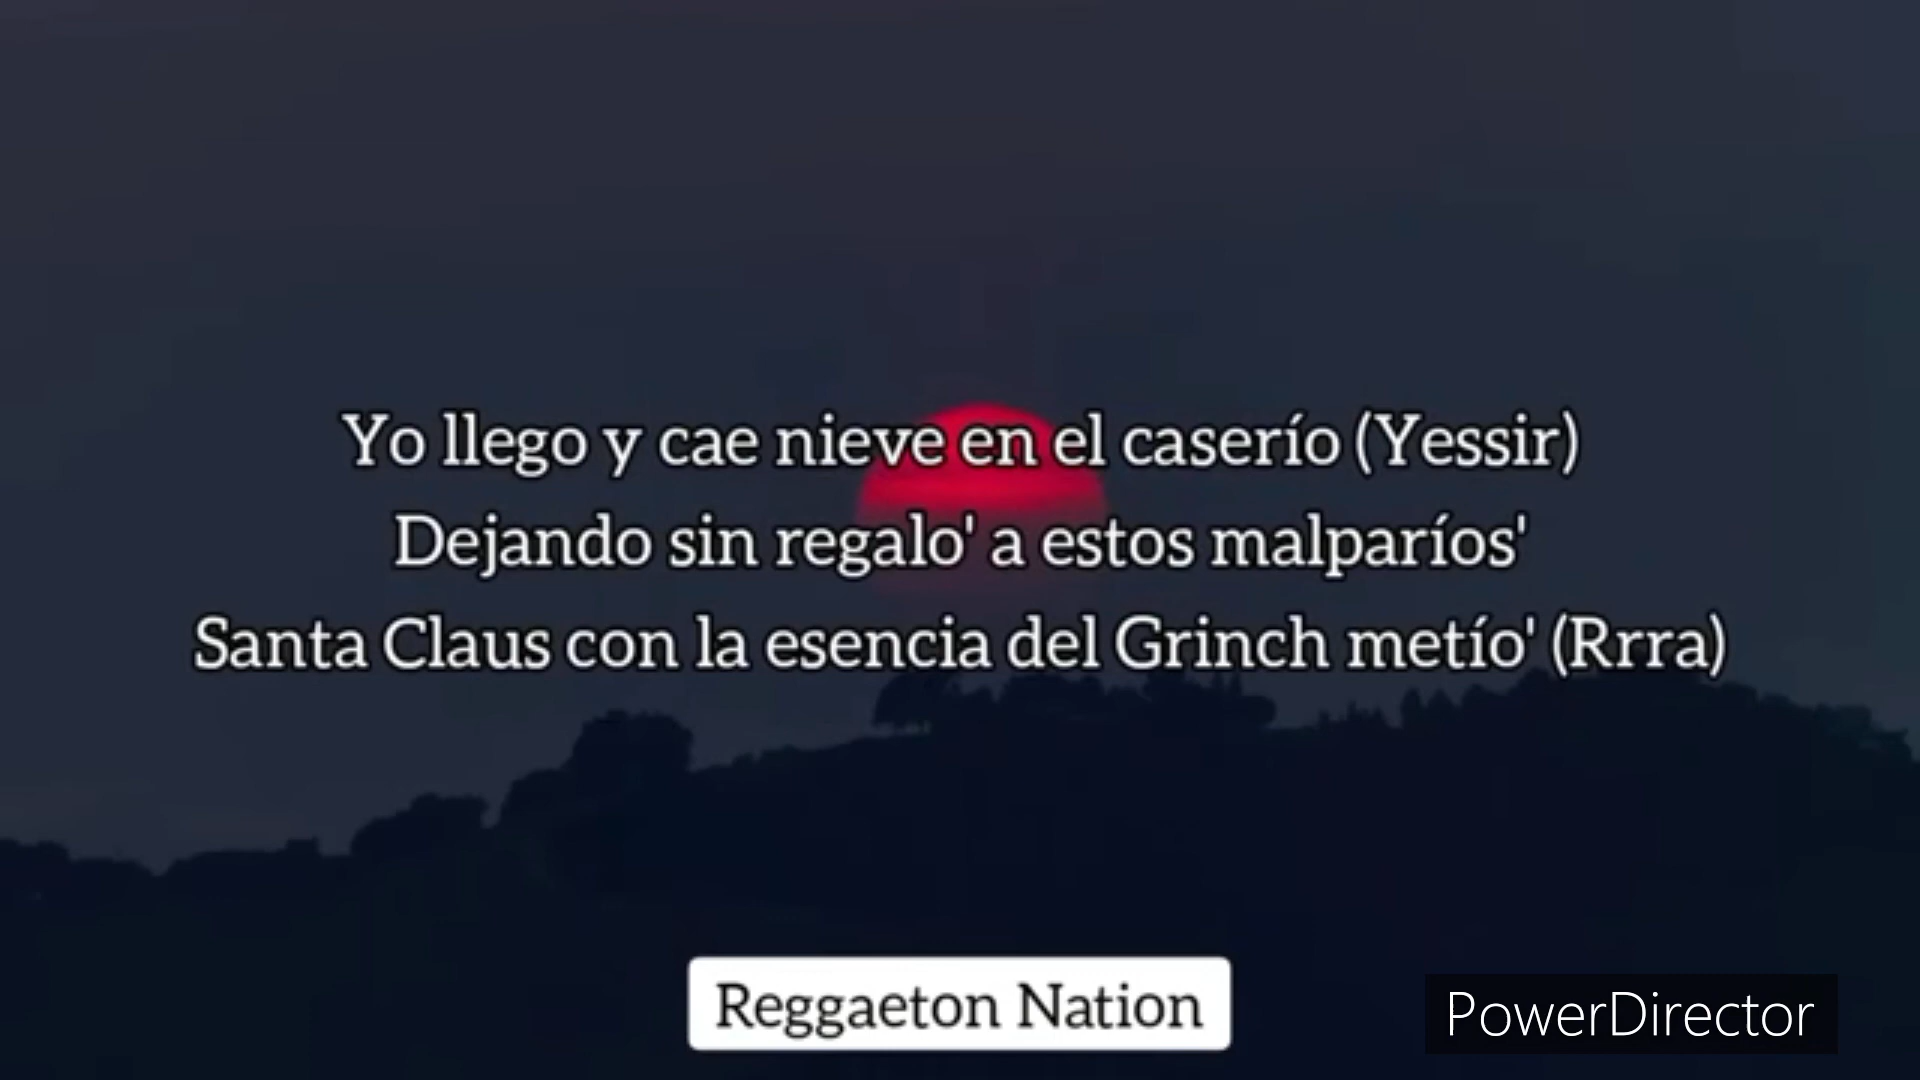 Yo llego y cae nieve en el caserío (Yessir)
Dejando sin regalo' a estos malparíos'
Santa Claus con la esencia del Grinch metío' (Rrra)
Reggaeton Nation
PowerDirector